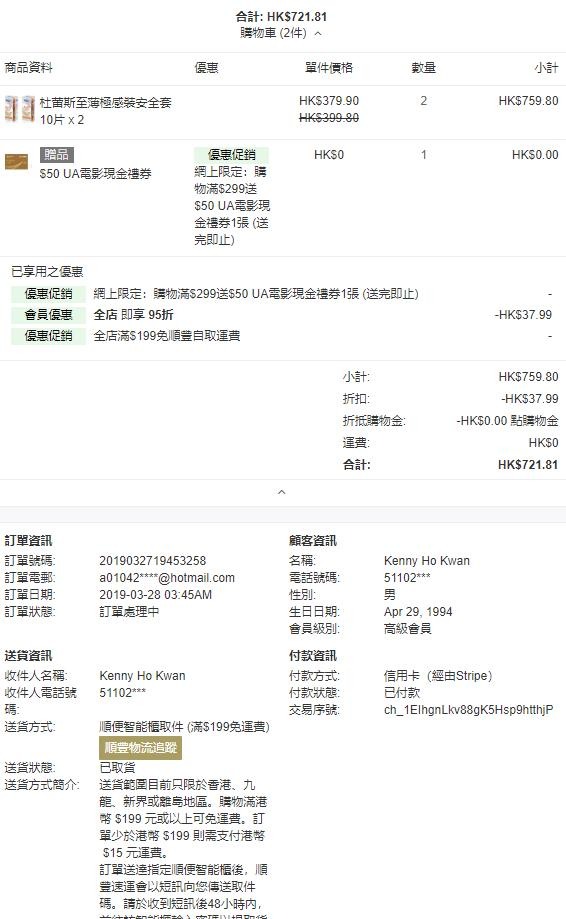 合計: HK$721.81
購物車 (2件)
商品資料 優惠 單件價格 數量 小計
杜蕾斯至薄極感裝安全套 HK$379.90 2 HK$759.80
10片 x 2 HK$399.80
贈品 優惠促銷 HK$0 1 HK$0.00
$50 UA電影現金禮券 網上限定：購
物滿$299送
$50 UA電影現
金禮券1張 (送
完即止)
已享用之優惠
優惠促銷 網上限定：購物滿$299送$50 UA電影現金禮券1張 (送完即止) -
會員優惠 全店 即享 95折 -HK$37.99
優惠促銷 全店滿$199免順豐自取運費 -
小計: HK$759.80
折扣: -HK$37.99
折抵購物金: -HK$0.00 點購物金
運費: HK$0
合計: HK$721.81
訂單資訊
訂單號碼: 2019032719453258
訂單電郵: a01042****@hotmail.com
訂單日期: 2019-03-28 03:45AM
訂單狀態: 訂單處理中
顧客資訊
名稱: Kenny Ho Kwan
電話號碼: 51102***
性別: 男
生日日期: Apr 29, 1994
會員級別: 高級會員
送貨資訊
收件人名稱: Kenny Ho Kwan
收件人電話號 51102***
碼:
送貨方式: 順便智能櫃取件 (滿$199免運費)
順豐物流追蹤
送貨狀態: 已取貨
送貨方式簡介: 送貨範圍目前只限於香港、九
龍、新界或離島地區。購物滿港
幣 $199 元或以上可免運費。訂
單少於港幣 $199 則需支付港幣
$15 元運費。
訂單送達指定順便智能櫃後，順
豐速運會以短訊向您傳送取件
碼。請於收到短訊後48小時內，
付款資訊
付款方式: 信用卡（經由Stripe）
付款狀態: 已付款
交易序號: ch_1EIhgnLkv88gK5Hsp9htthjP